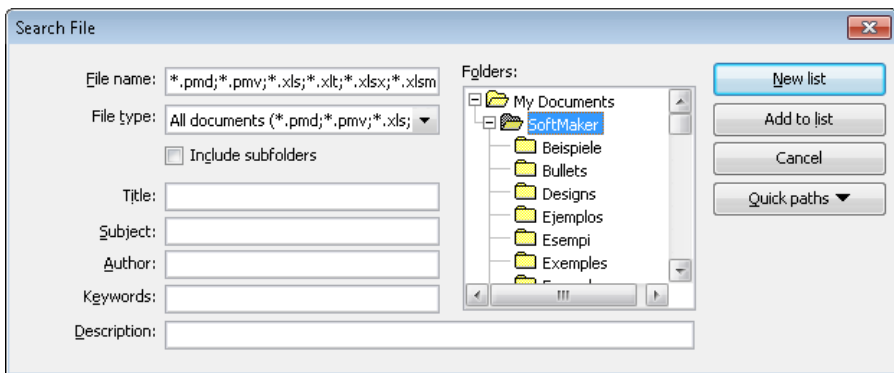 Search File
File name: *.pmd;*.pmv;*.xls;*.xlt;*.xlsx;*.xlsm
File type: All documents (*.pmd;*.pmv;*.xls;
Include subfolders
Title:
Subject:
Author:
Keywords:
Description:
Folders:
My Documents
SoftMaker
Beispiele
Bullets
Designs
Ejemplos
Esempi
Exemples
New list
Add to list
Cancel
Quick paths